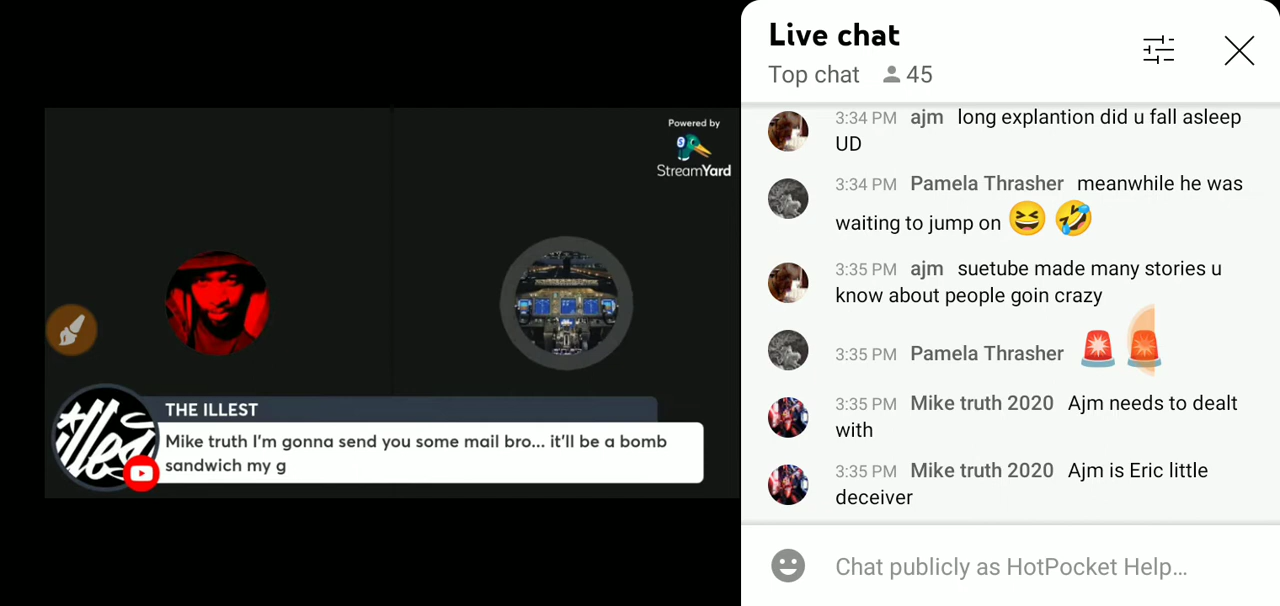 Powered by
StreamYard
THE ILLEST
Mike truth I'm gonna send you some mail bro... it'll be a bomb
sandwich my g
Live chat
Top chat 45
3:34 PM ajm long explantion did u fall asleep
UD
3:34 PM Pamela Thrasher meanwhile he was
waiting to jump on 😆 🤣
3:35 PM ajm suetube made many stories u
know about people goin crazy
3:35 PM Pamela Thrasher 🚨 🚨
3:35 PM Mike truth 2020 Ajm needs to dealt
with
3:35 PM Mike truth 2020 Ajm is Eric little
deceiver
Chat publicly as HotPocket Help...